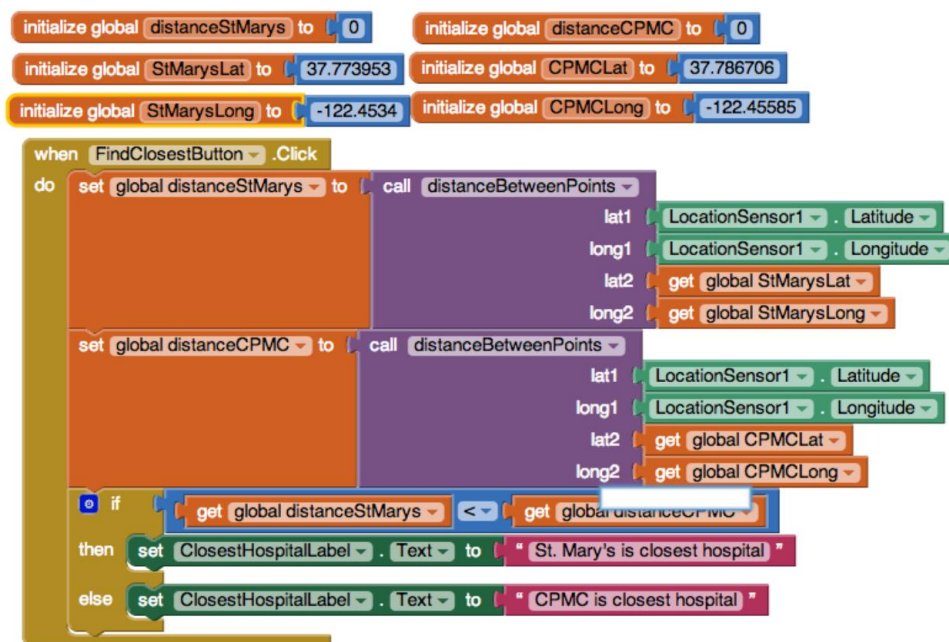 initialize global distanceStMarys to 0
initialize global distanceCPMC to 0
initialize global StMarysLat to 37.773953
initialize global CPMCLat to 37.786706
initialize global StMarysLong to -122.4534
initialize global CPMCLong to -122.45585
when FindClosestButton .Click
do set global distanceStMarys to call distanceBetweenPoints
lat1 LocationSensor1 . Latitude
long1 LocationSensor1 . Longitude
lat2 get global StMarysLat
long2 get global StMarysLong
set global distanceCPMC to call distanceBetweenPoints
lat1 LocationSensor1 . Latitude
long1 LocationSensor1 . Longitude
lat2 get global CPMCLat
long2 get global CPMCLong
if get global distanceStMarys < get global distanceCPMC
then set ClosestHospitalLabel . Text to " St. Mary's is closest hospital "
else set ClosestHospitalLabel . Text to " CPMC is closest hospital "